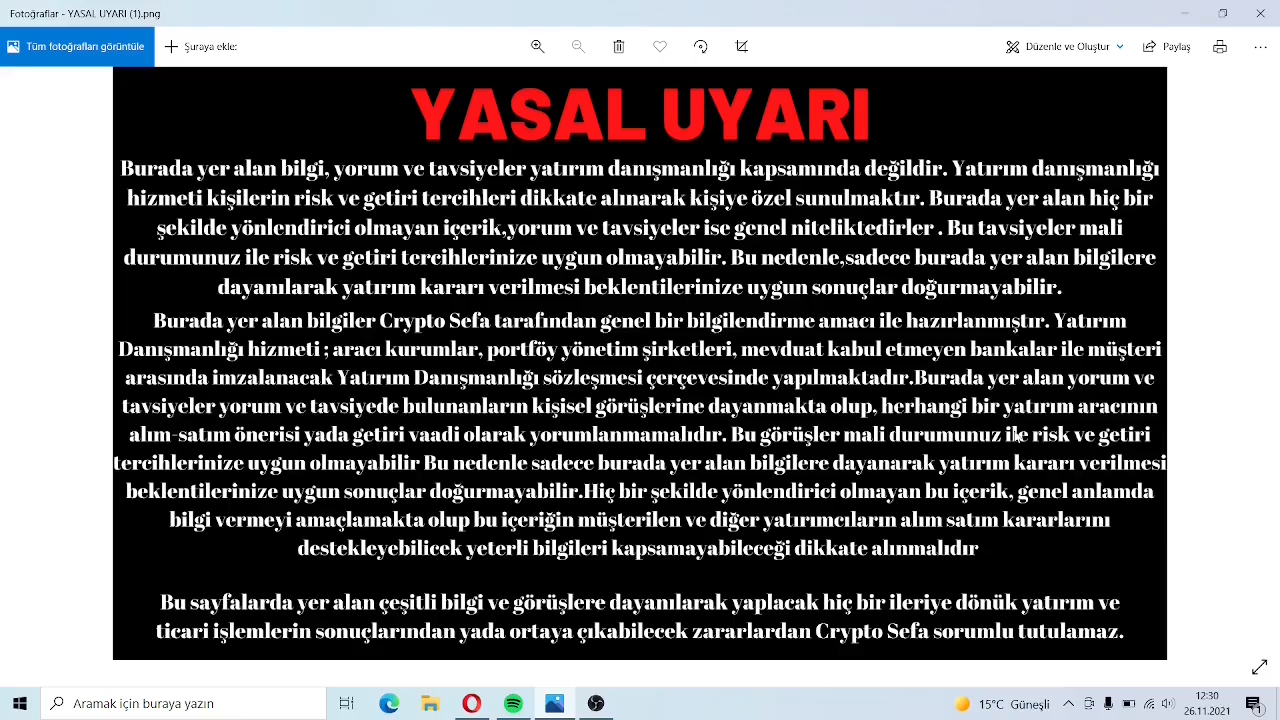 Fotoğraflar - YASAL UYARI (1).png
Tüm fotoğrafları görüntüle
Şuraya ekle:
Düzenle ve Oluştur
Paylaş
YASAL UYARI
Burada yer alan bilgi, yorum ve tavsiyeler yatırım danışmanlığı kapsamında değildir. Yatırım danışmanlığı
hizmeti kişilerin risk ve getiri tercihleri dikkate alınarak kişiye özel sunulmaktır. Burada yer alan hiç bir
şekilde yönlendirici olmayan içerik,yorum ve tavsiyeler ise genel niteliktedirler . Bu tavsiyeler mali
durumunuz ile risk ve getiri tercihlerinize uygun olmayabilir. Bu nedenle,sadece burada yer alan bilgilere
dayanılarak yatırım kararı verilmesi beklentilerinize uygun sonuçlar doğurmayabilir.
Burada yer alan bilgiler Crypto Sefa tarafından genel bir bilgilendirme amacı ile hazırlanmıştır. Yatırım
Danışmanlığı hizmeti ; aracı kurumlar, portföy yönetim şirketleri, mevduat kabul etmeyen bankalar ile müşteri
arasında imzalanacak Yatırım Danışmanlığı sözleşmesi çerçevesinde yapılmaktadır.Burada yer alan yorum ve
tavsiyeler yorum ve tavsiyede bulunanların kişisel görüşlerine dayanmakta olup, herhangi bir yatırım aracının
alım-satım önerisi yada getiri vaadi olarak yorumlanmamalıdır. Bu görüşler mali durumunuz ile risk ve getiri
tercihlerinize uygun olmayabilir Bu nedenle sadece burada yer alan bilgilere dayanarak yatırım kararı verilmesi
beklentilerinize uygun sonuçlar doğurmayabilir.Hiç bir şekilde yönlendirici olmayan bu içerik, genel anlamda
bilgi vermeyi amaçlamakta olup bu içeriğin müşterilen ve diğer yatırımcıların alım satım kararlarını
destekleyebilicek yeterli bilgileri kapsamayabileceği dikkate alınmalıdır
Bu sayfalarda yer alan çeşitli bilgi ve görüşlere dayanılarak yaplacak hiç bir ileriye dönük yatırım ve
ticari işlemlerin sonuçlarından yada ortaya çıkabilecek zararlardan Crypto Sefa sorumlu tutulamaz.
Aramak için buraya yazın
15°C Güneşli
12:30
26.11.2021